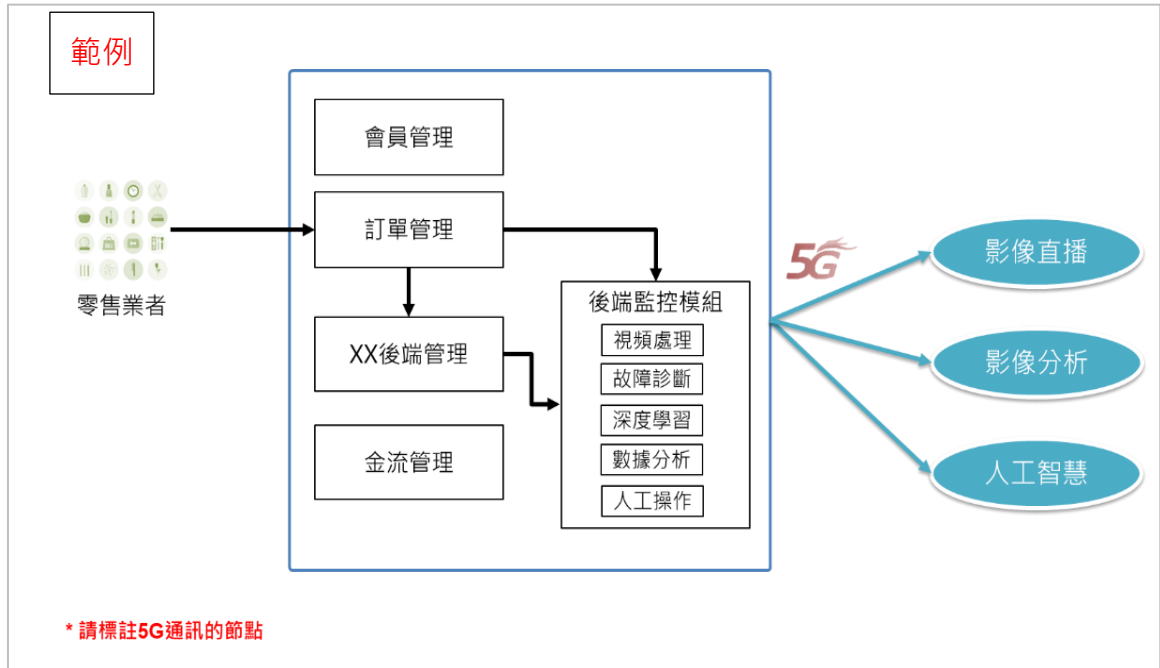 範例
零售業者
會員管理
訂單管理
XX後端管理
金流管理
後端監控模組
視頻處理
故障診斷
深度學習
數據分析
人工操作
5G
影像直播
影像分析
人工智慧
* 請標註5G通訊的節點